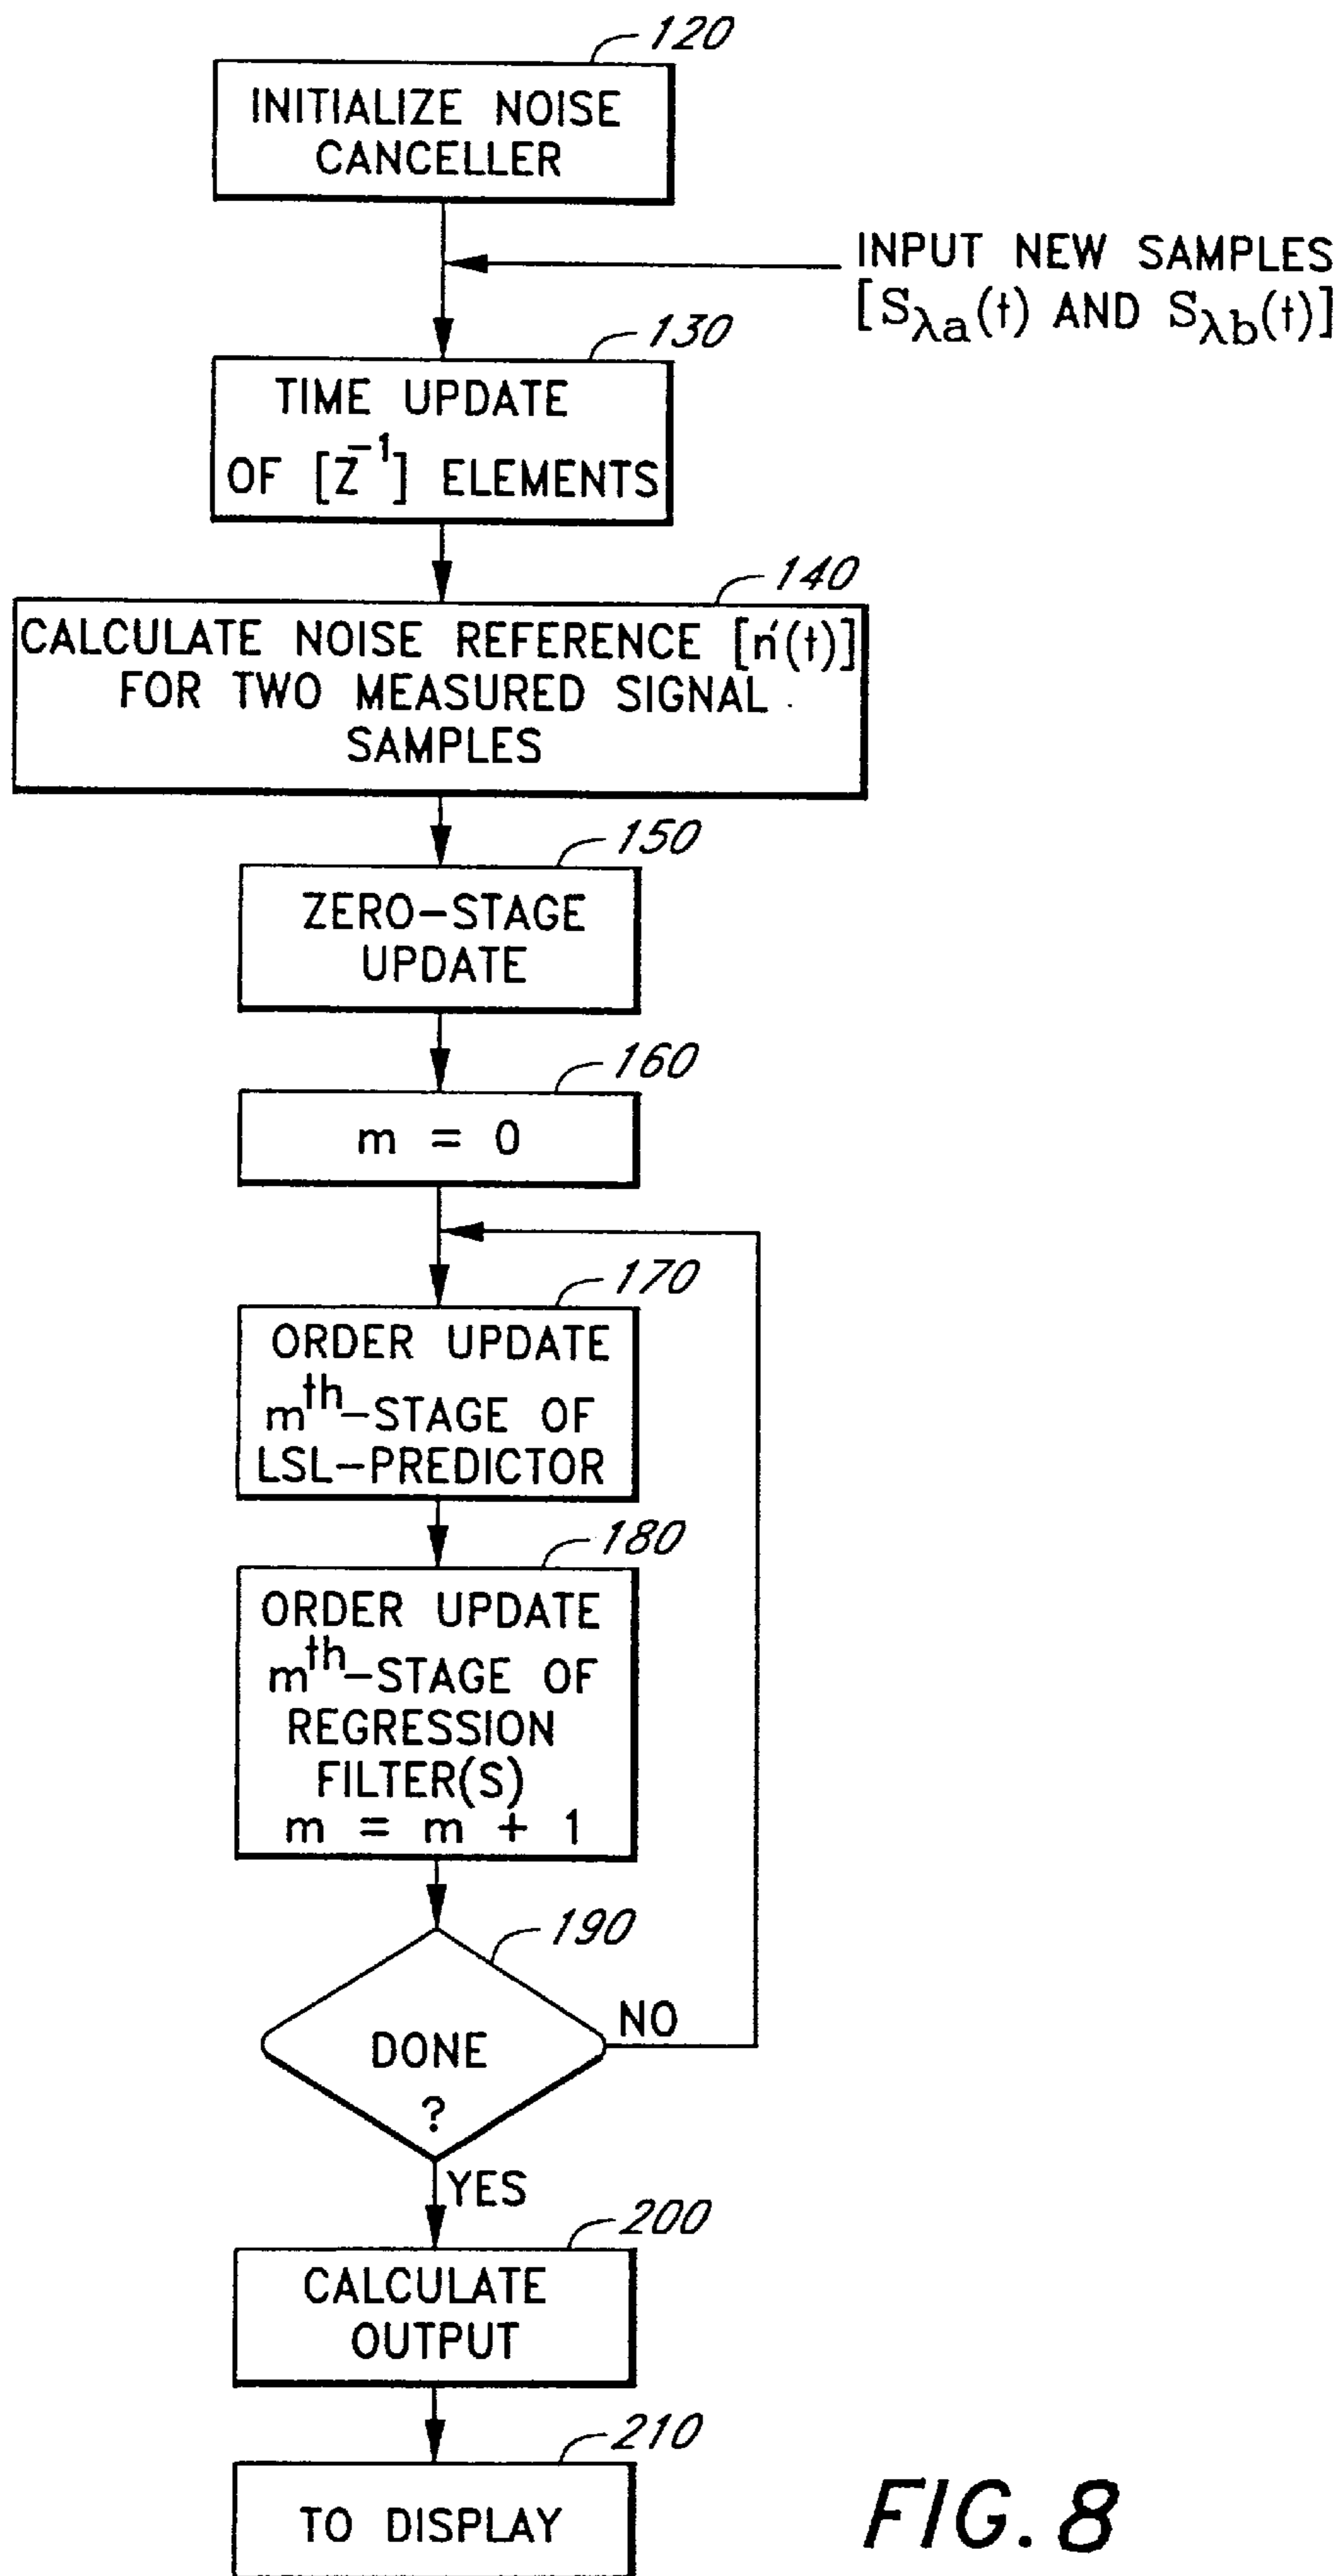 120
INITIALIZE NOISE
CANCELLER
INPUT NEW SAMPLES
[Sλa(t) AND Sλb(t)]
130
TIME UPDATE
OF [Z⁻¹] ELEMENTS
140
CALCULATE NOISE REFERENCE [n'(t)]
FOR TWO MEASURED SIGNAL
SAMPLES
150
ZERO-STAGE
UPDATE
160
m = 0
170
ORDER UPDATE
mᵗʰ-STAGE OF
LSL-PREDICTOR
180
ORDER UPDATE
mᵗʰ-STAGE OF
REGRESSION
FILTER(S)
m = m + 1
190
DONE
?
NO
YES
200
CALCULATE
OUTPUT
210
TO DISPLAY
FIG. 8